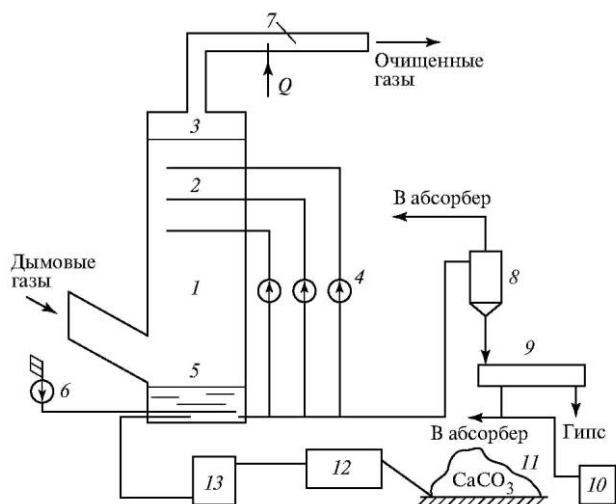 7
Очищенные
газы
Q
3
2
В абсорбер
Дымовые
газы
1
4
8
5
9
6
В абсорбер
Гипс
11
CaCO3
13
12
10